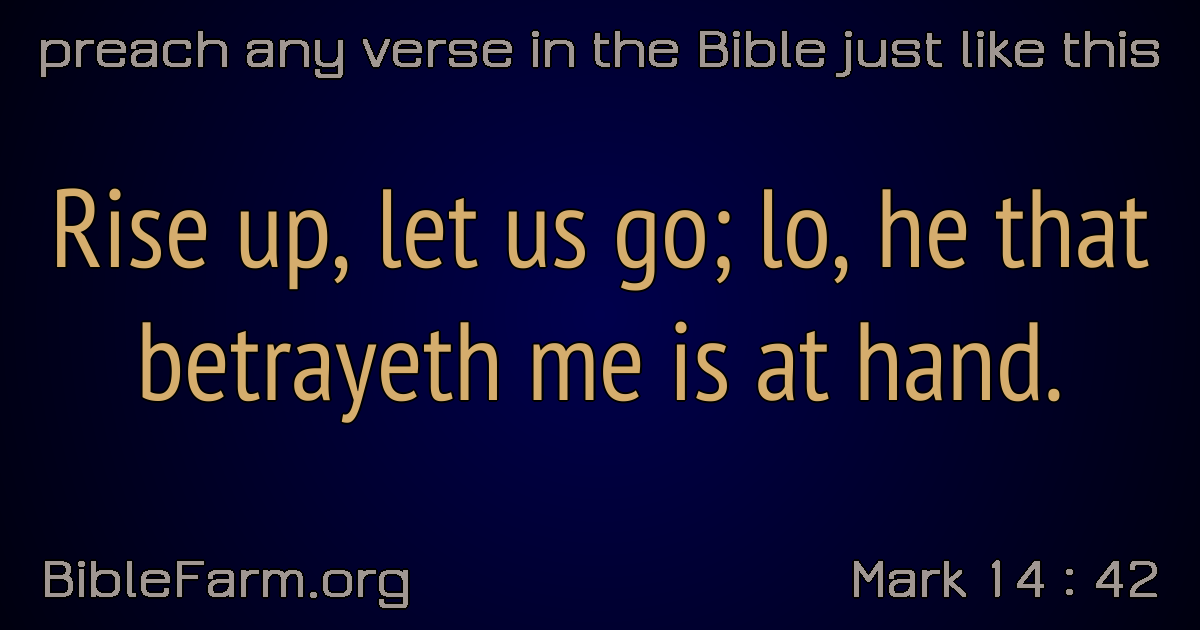 preach any verse in the Bible just like this
Rise up, let us go; lo, he that
betrayeth me is at hand.
BibleFarm.org
Mark 14 : 42